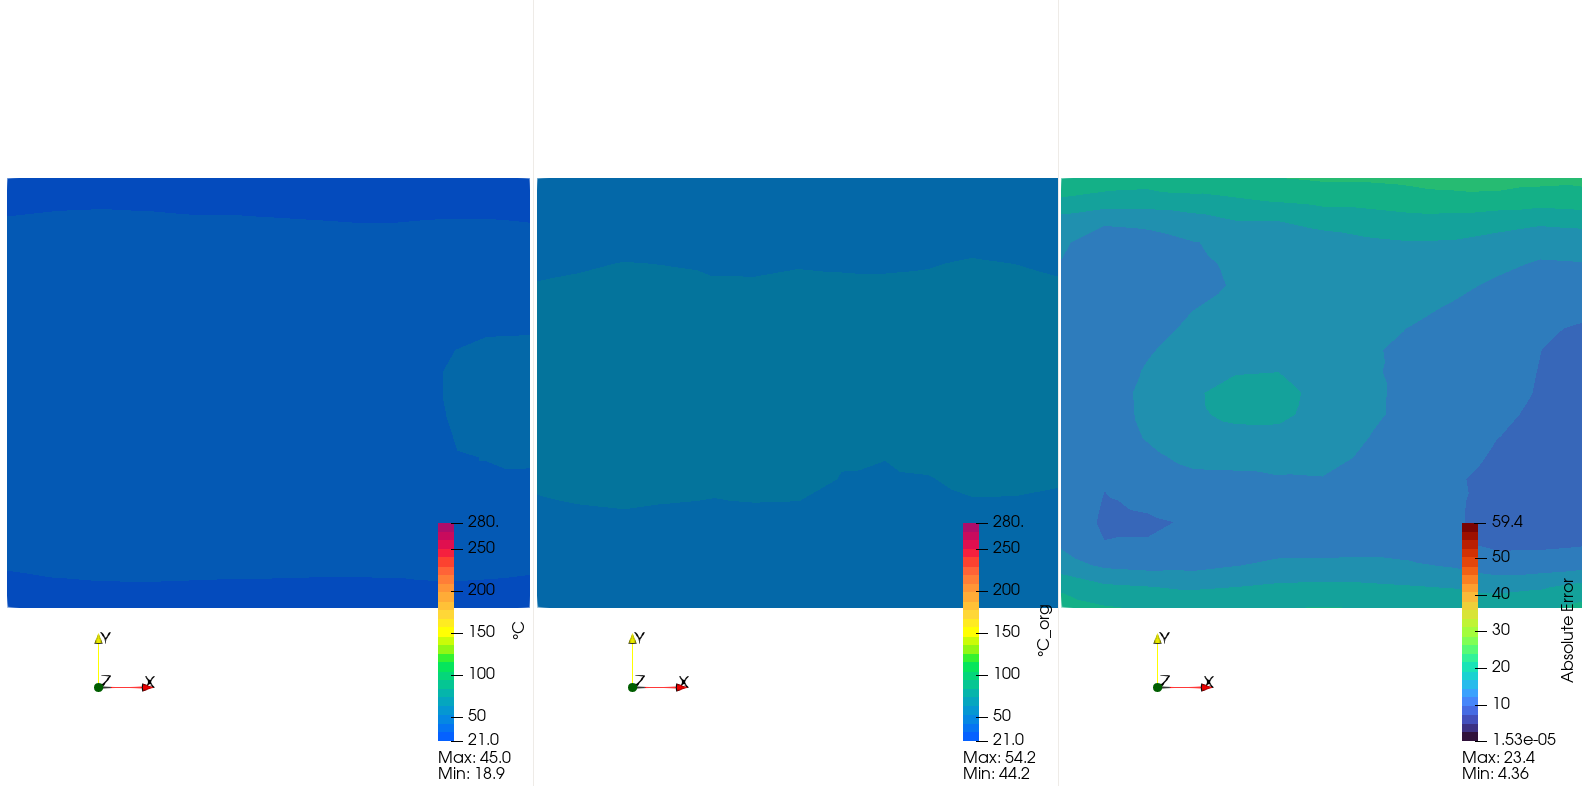 280.
250
200
150
100
50
21.0
°C
Max: 45.0
Min: 18.9
Y
Z
X
280.
250
200
150
100
50
21.0
°C_org
Max: 54.2
Min: 44.2
Y
Z
X
59.4
50
40
30
20
10
1.53e-05
Absolute Error
Max: 23.4
Min: 4.36
Y
Z
X